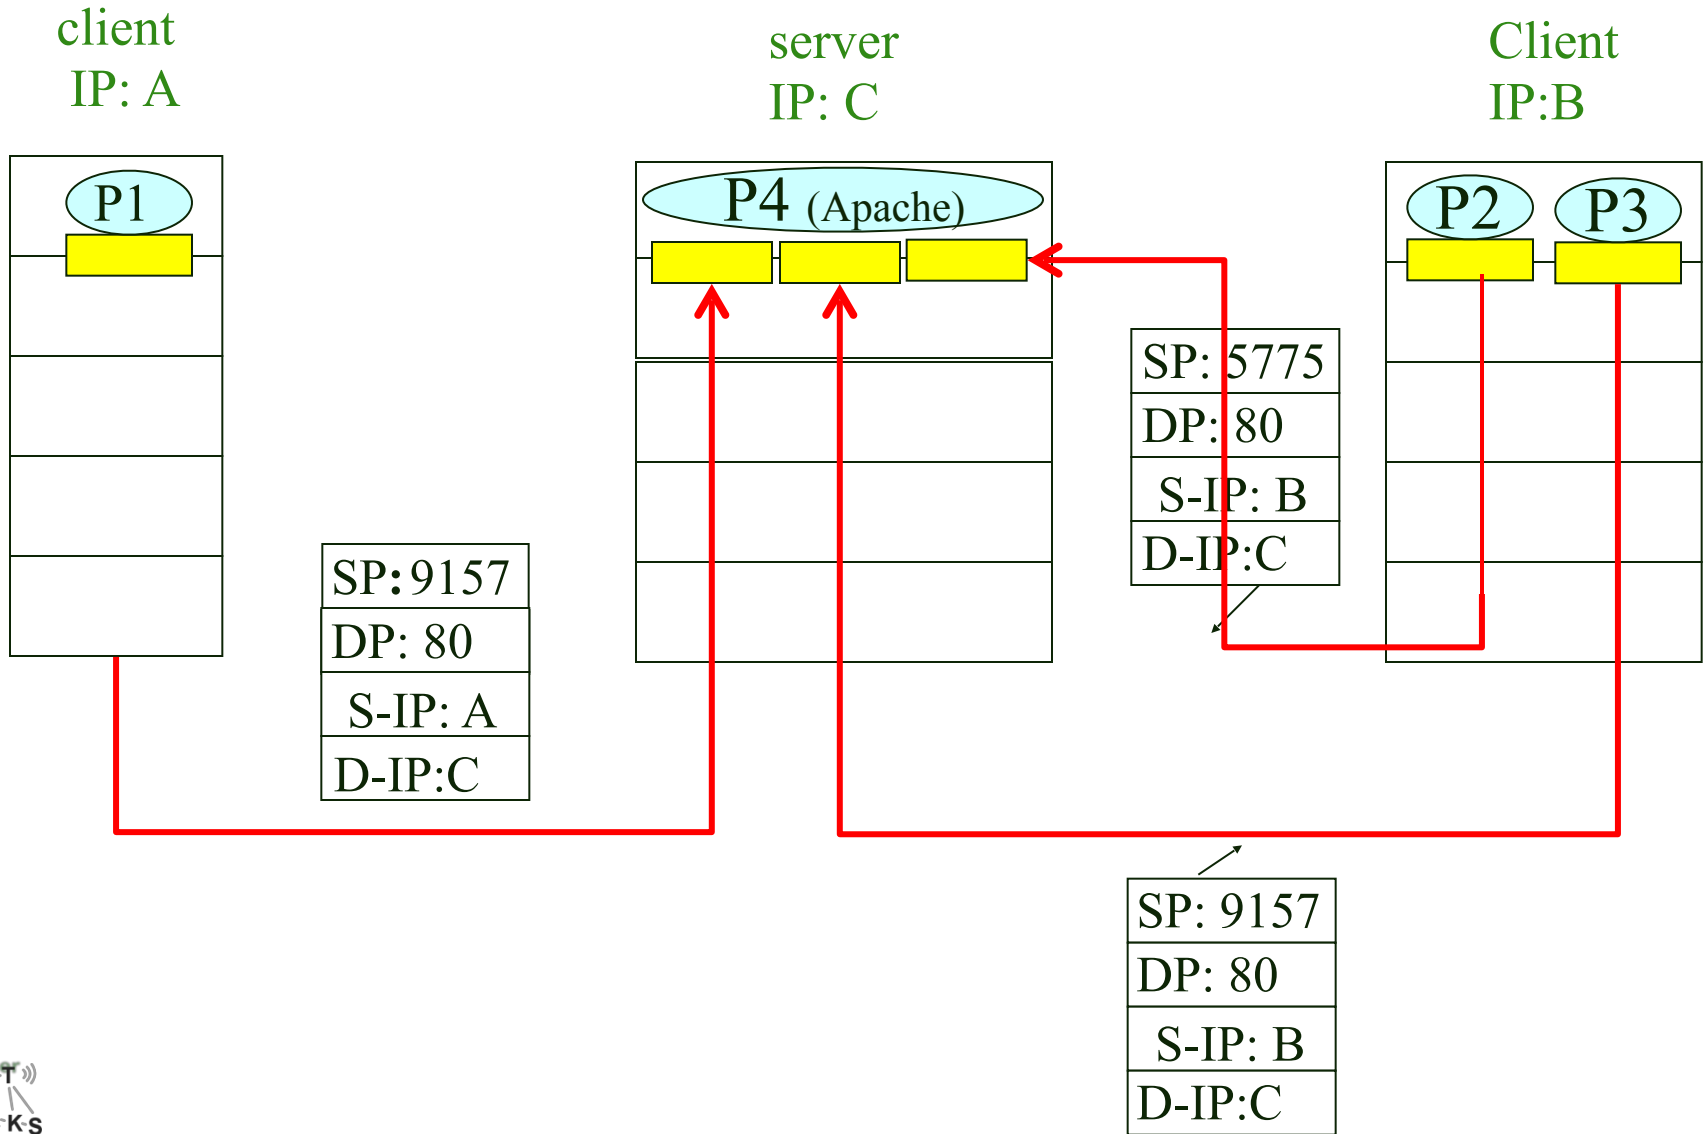 client
IP: A
server
IP: C
Client
IP:B
P1
P4 (Apache)
P2
P3
SP: 5775
DP: 80
S-IP: B
D-IP:C
SP: 9157
DP: 80
S-IP: A
D-IP:C
SP: 9157
DP: 80
S-IP: B
D-IP:C
T
K-S